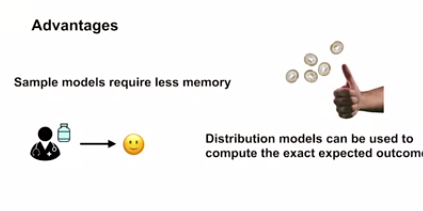 Advantages
Sample models require less memory
Distribution models can be used to
compute the exact expected outcome